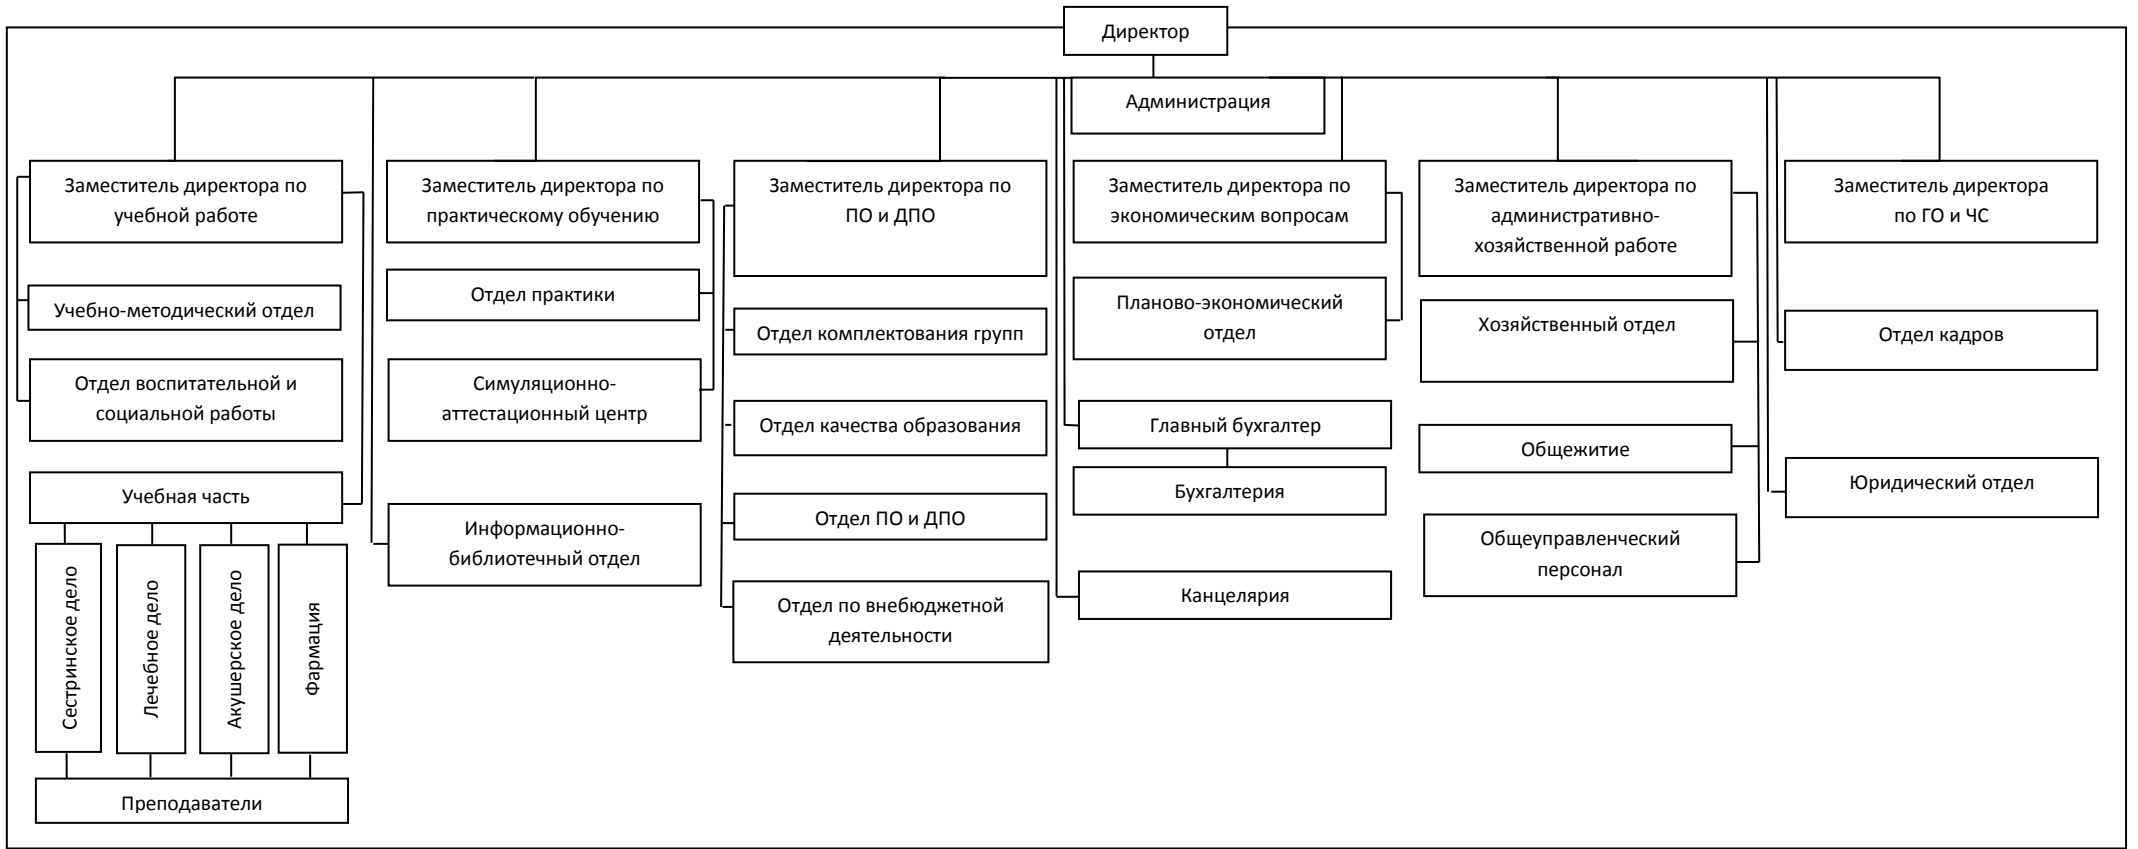 Директор
Администрация
Заместитель директора по
учебной работе
Заместитель директора по
практическому обучению
Заместитель директора по
ПО и ДПО
Заместитель директора по
экономическим вопросам
Заместитель директора по
административно-
хозяйственной работе
Заместитель директора
по ГО и ЧС
Учебно-методический отдел
Отдел воспитательной и
социальной работы
Учебная часть
Сестринское дело
Лечебное дело
Акушерское дело
Фармация
Преподаватели
Отдел практики
Симуляционно-
аттестационный центр
Информационно-
библиотечный отдел
Отдел комплектования групп
Отдел качества образования
Отдел ПО и ДПО
Отдел по внебюджетной
деятельности
Планово-экономический
отдел
Главный бухгалтер
Бухгалтерия
Канцелярия
Хозяйственный отдел
Общежитие
Общеуправленческий
персонал
Отдел кадров
Юридический отдел